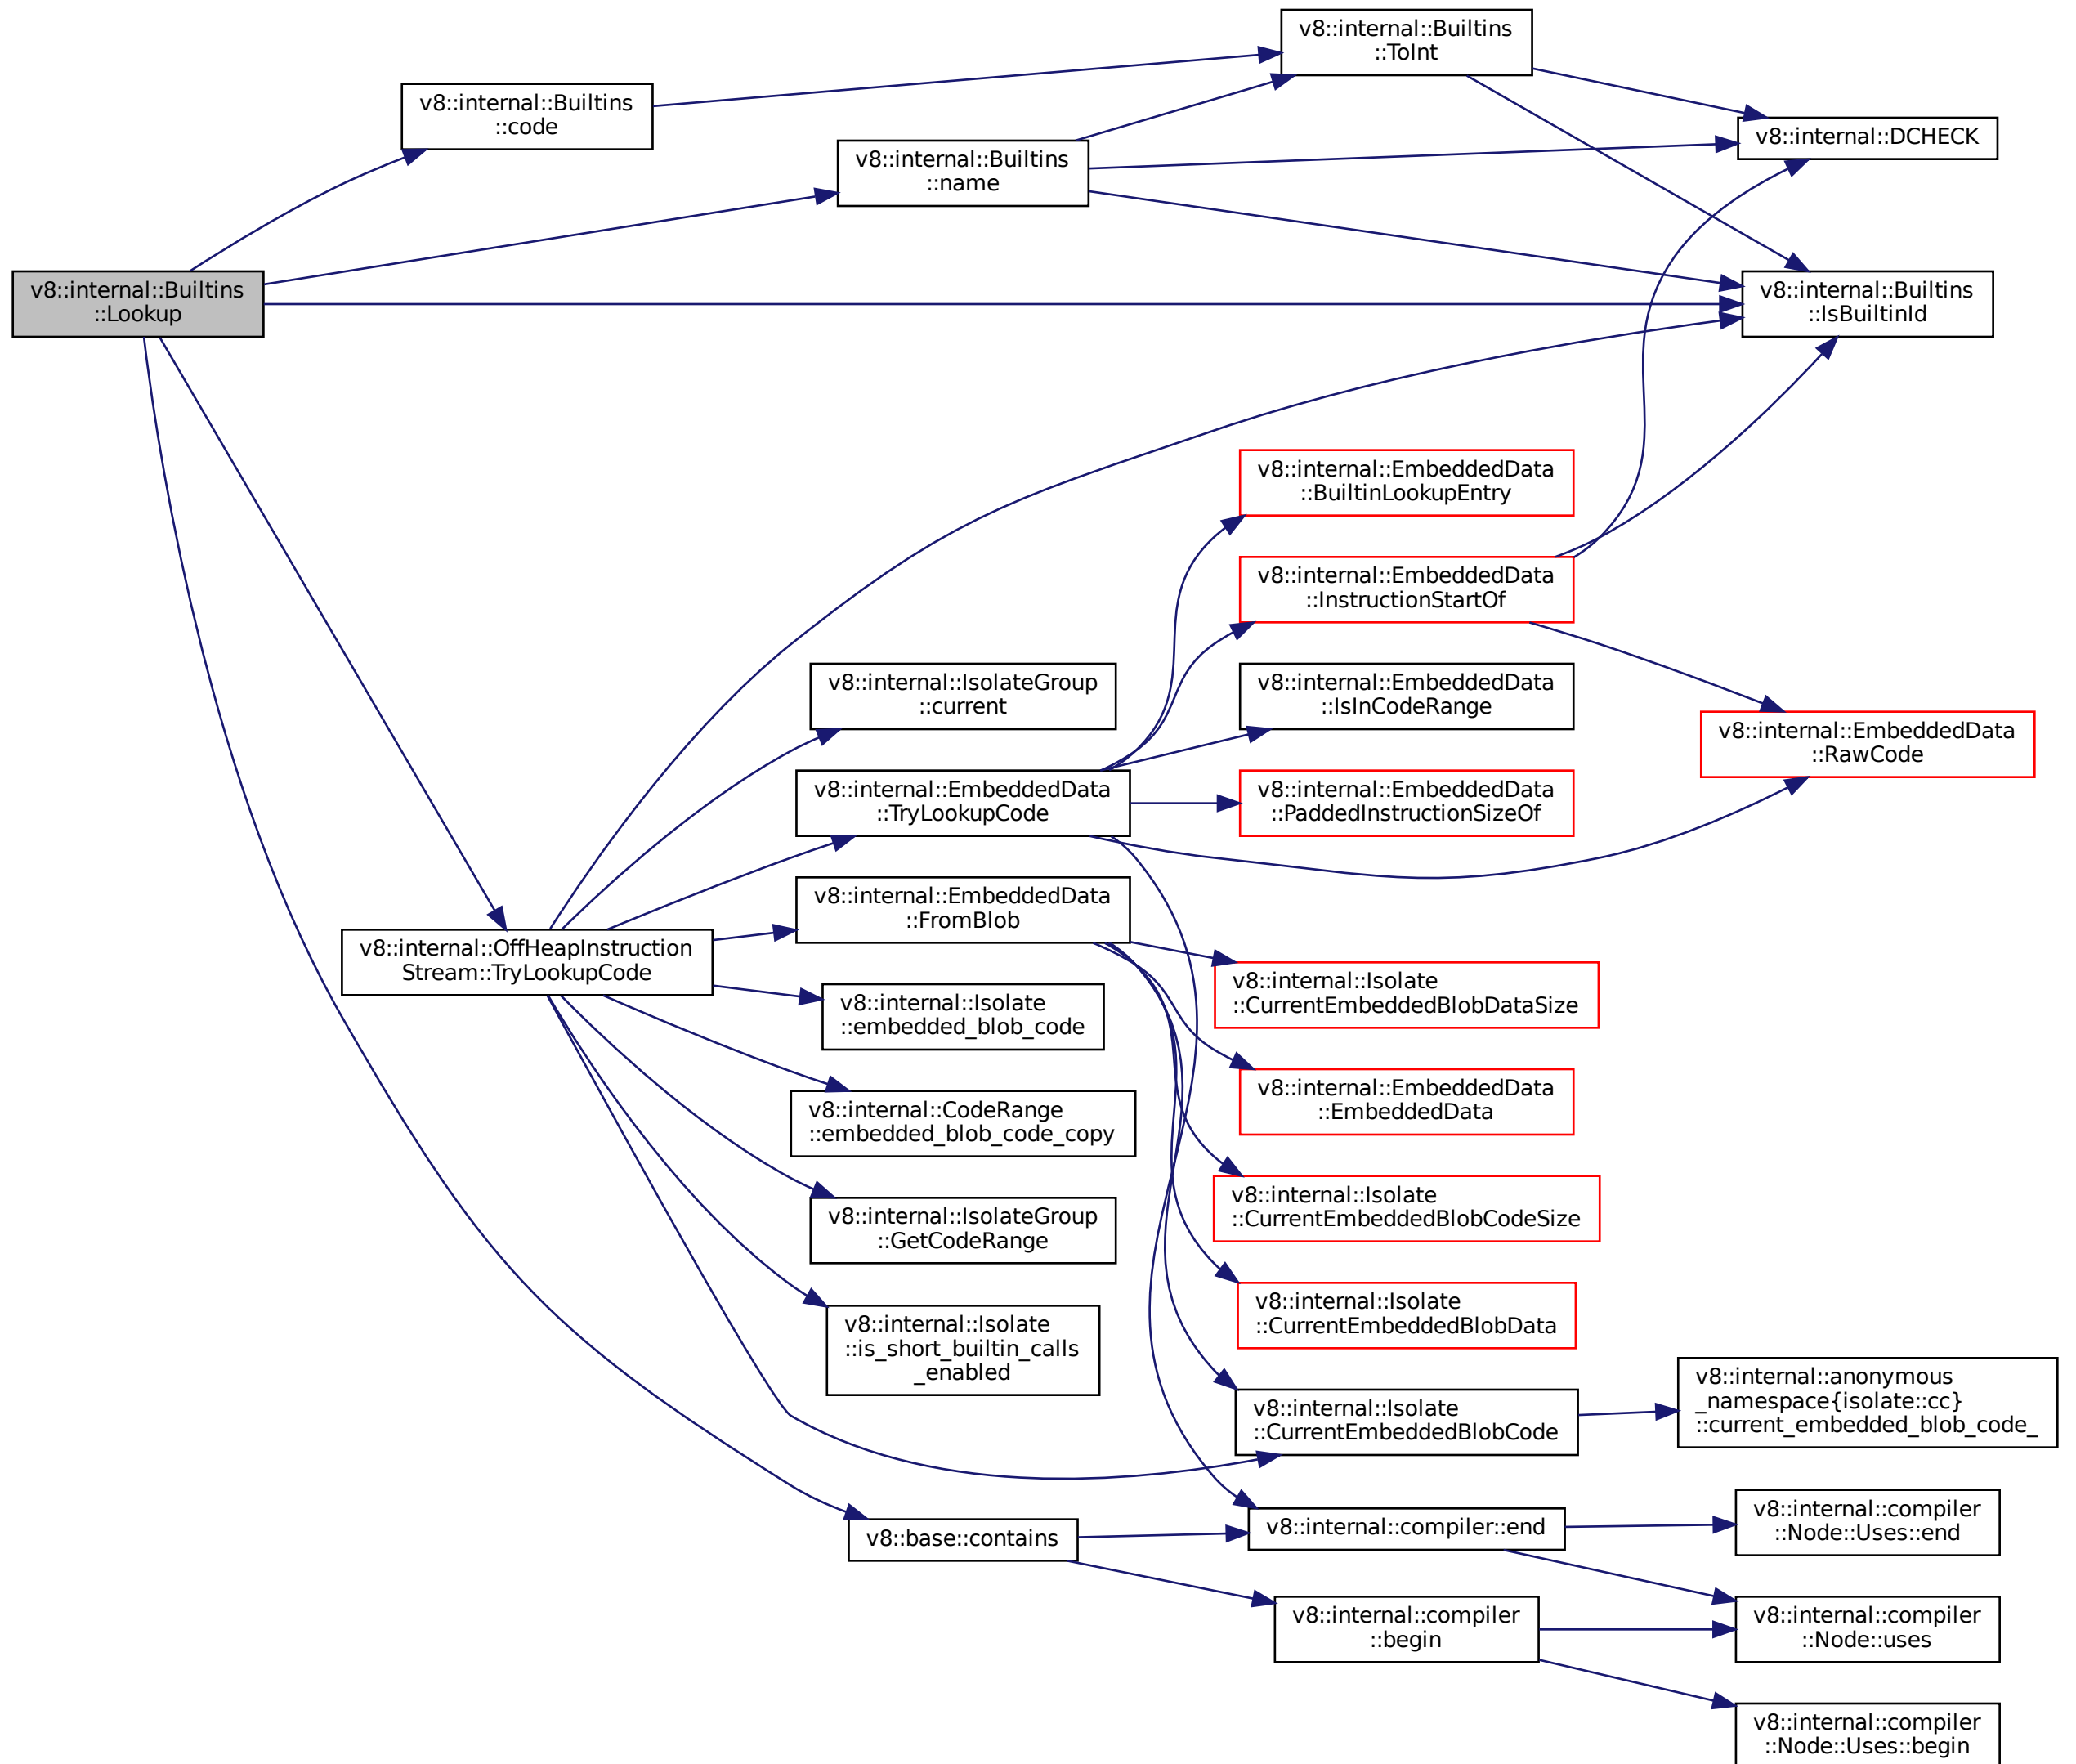 v8::internal::Builtins
::Lookup
v8::internal::Builtins
::code
v8::internal::Builtins
::name
v8::internal::Builtins
::ToInt
v8::internal::DCHECK
v8::internal::Builtins
::IsBuiltinId
v8::internal::OffHeapInstruction
Stream::TryLookupCode
v8::internal::IsolateGroup
::current
v8::internal::EmbeddedData
::TryLookupCode
v8::internal::EmbeddedData
::FromBlob
v8::internal::Isolate
::embedded_blob_code
v8::internal::CodeRange
::embedded_blob_code_copy
v8::internal::IsolateGroup
::GetCodeRange
v8::internal::Isolate
::is_short_builtin_calls
_enabled
v8::base::contains
v8::internal::EmbeddedData
::BuiltinLookupEntry
v8::internal::EmbeddedData
::InstructionStartOf
v8::internal::EmbeddedData
::IsInCodeRange
v8::internal::EmbeddedData
::PaddedInstructionSizeOf
v8::internal::EmbeddedData
::RawCode
v8::internal::Isolate
::CurrentEmbeddedBlobDataSize
v8::internal::EmbeddedData
::EmbeddedData
v8::internal::Isolate
::CurrentEmbeddedBlobCodeSize
v8::internal::Isolate
::CurrentEmbeddedBlobData
v8::internal::Isolate
::CurrentEmbeddedBlobCode
v8::internal::anonymous
_namespace{isolate::cc}
::current_embedded_blob_code_
v8::internal::compiler::end
v8::internal::compiler
::begin
v8::internal::compiler
::Node::Uses::end
v8::internal::compiler
::Node::uses
v8::internal::compiler
::Node::Uses::begin